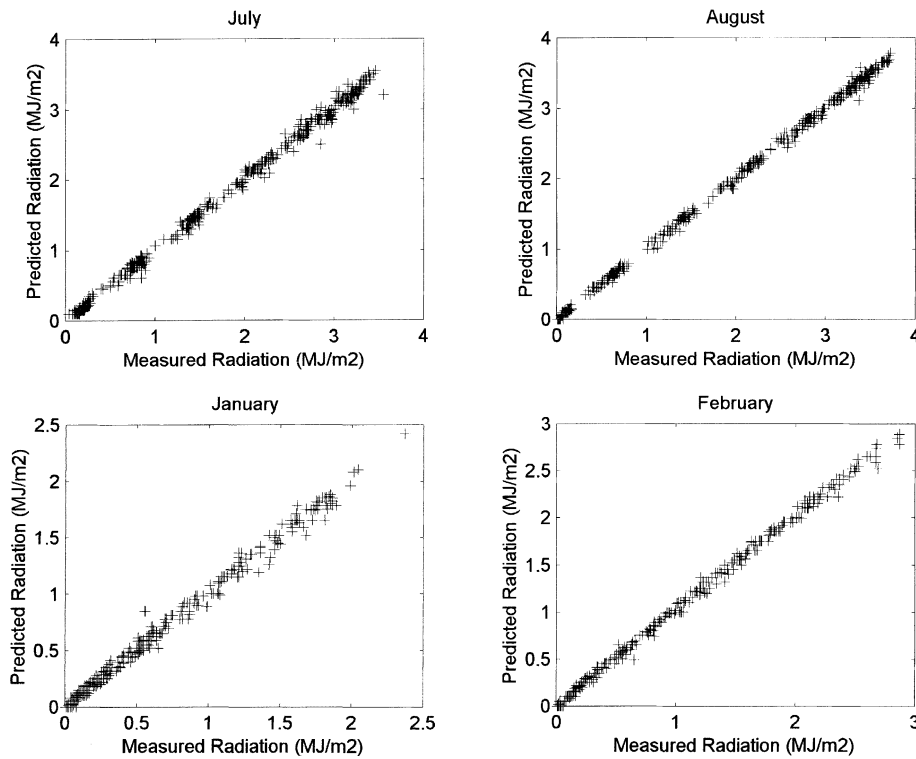 July
4
3
2
1
0
Predicted Radiation (MJ/m2)
0 1 2 3 4
Measured Radiation (MJ/m2)
August
4
3
2
1
0
Predicted Radiation (MJ/m2)
0 1 2 3 4
Measured Radiation (MJ/m2)
January
2.5
2
1.5
1
0.5
0
Predicted Radiation (MJ/m2)
0 0.5 1 1.5 2 2.5
Measured Radiation (MJ/m2)
February
3
2.5
2
1.5
1
0.5
0
Predicted Radiation (MJ/m2)
0 1 2 3
Measured Radiation (MJ/m2)